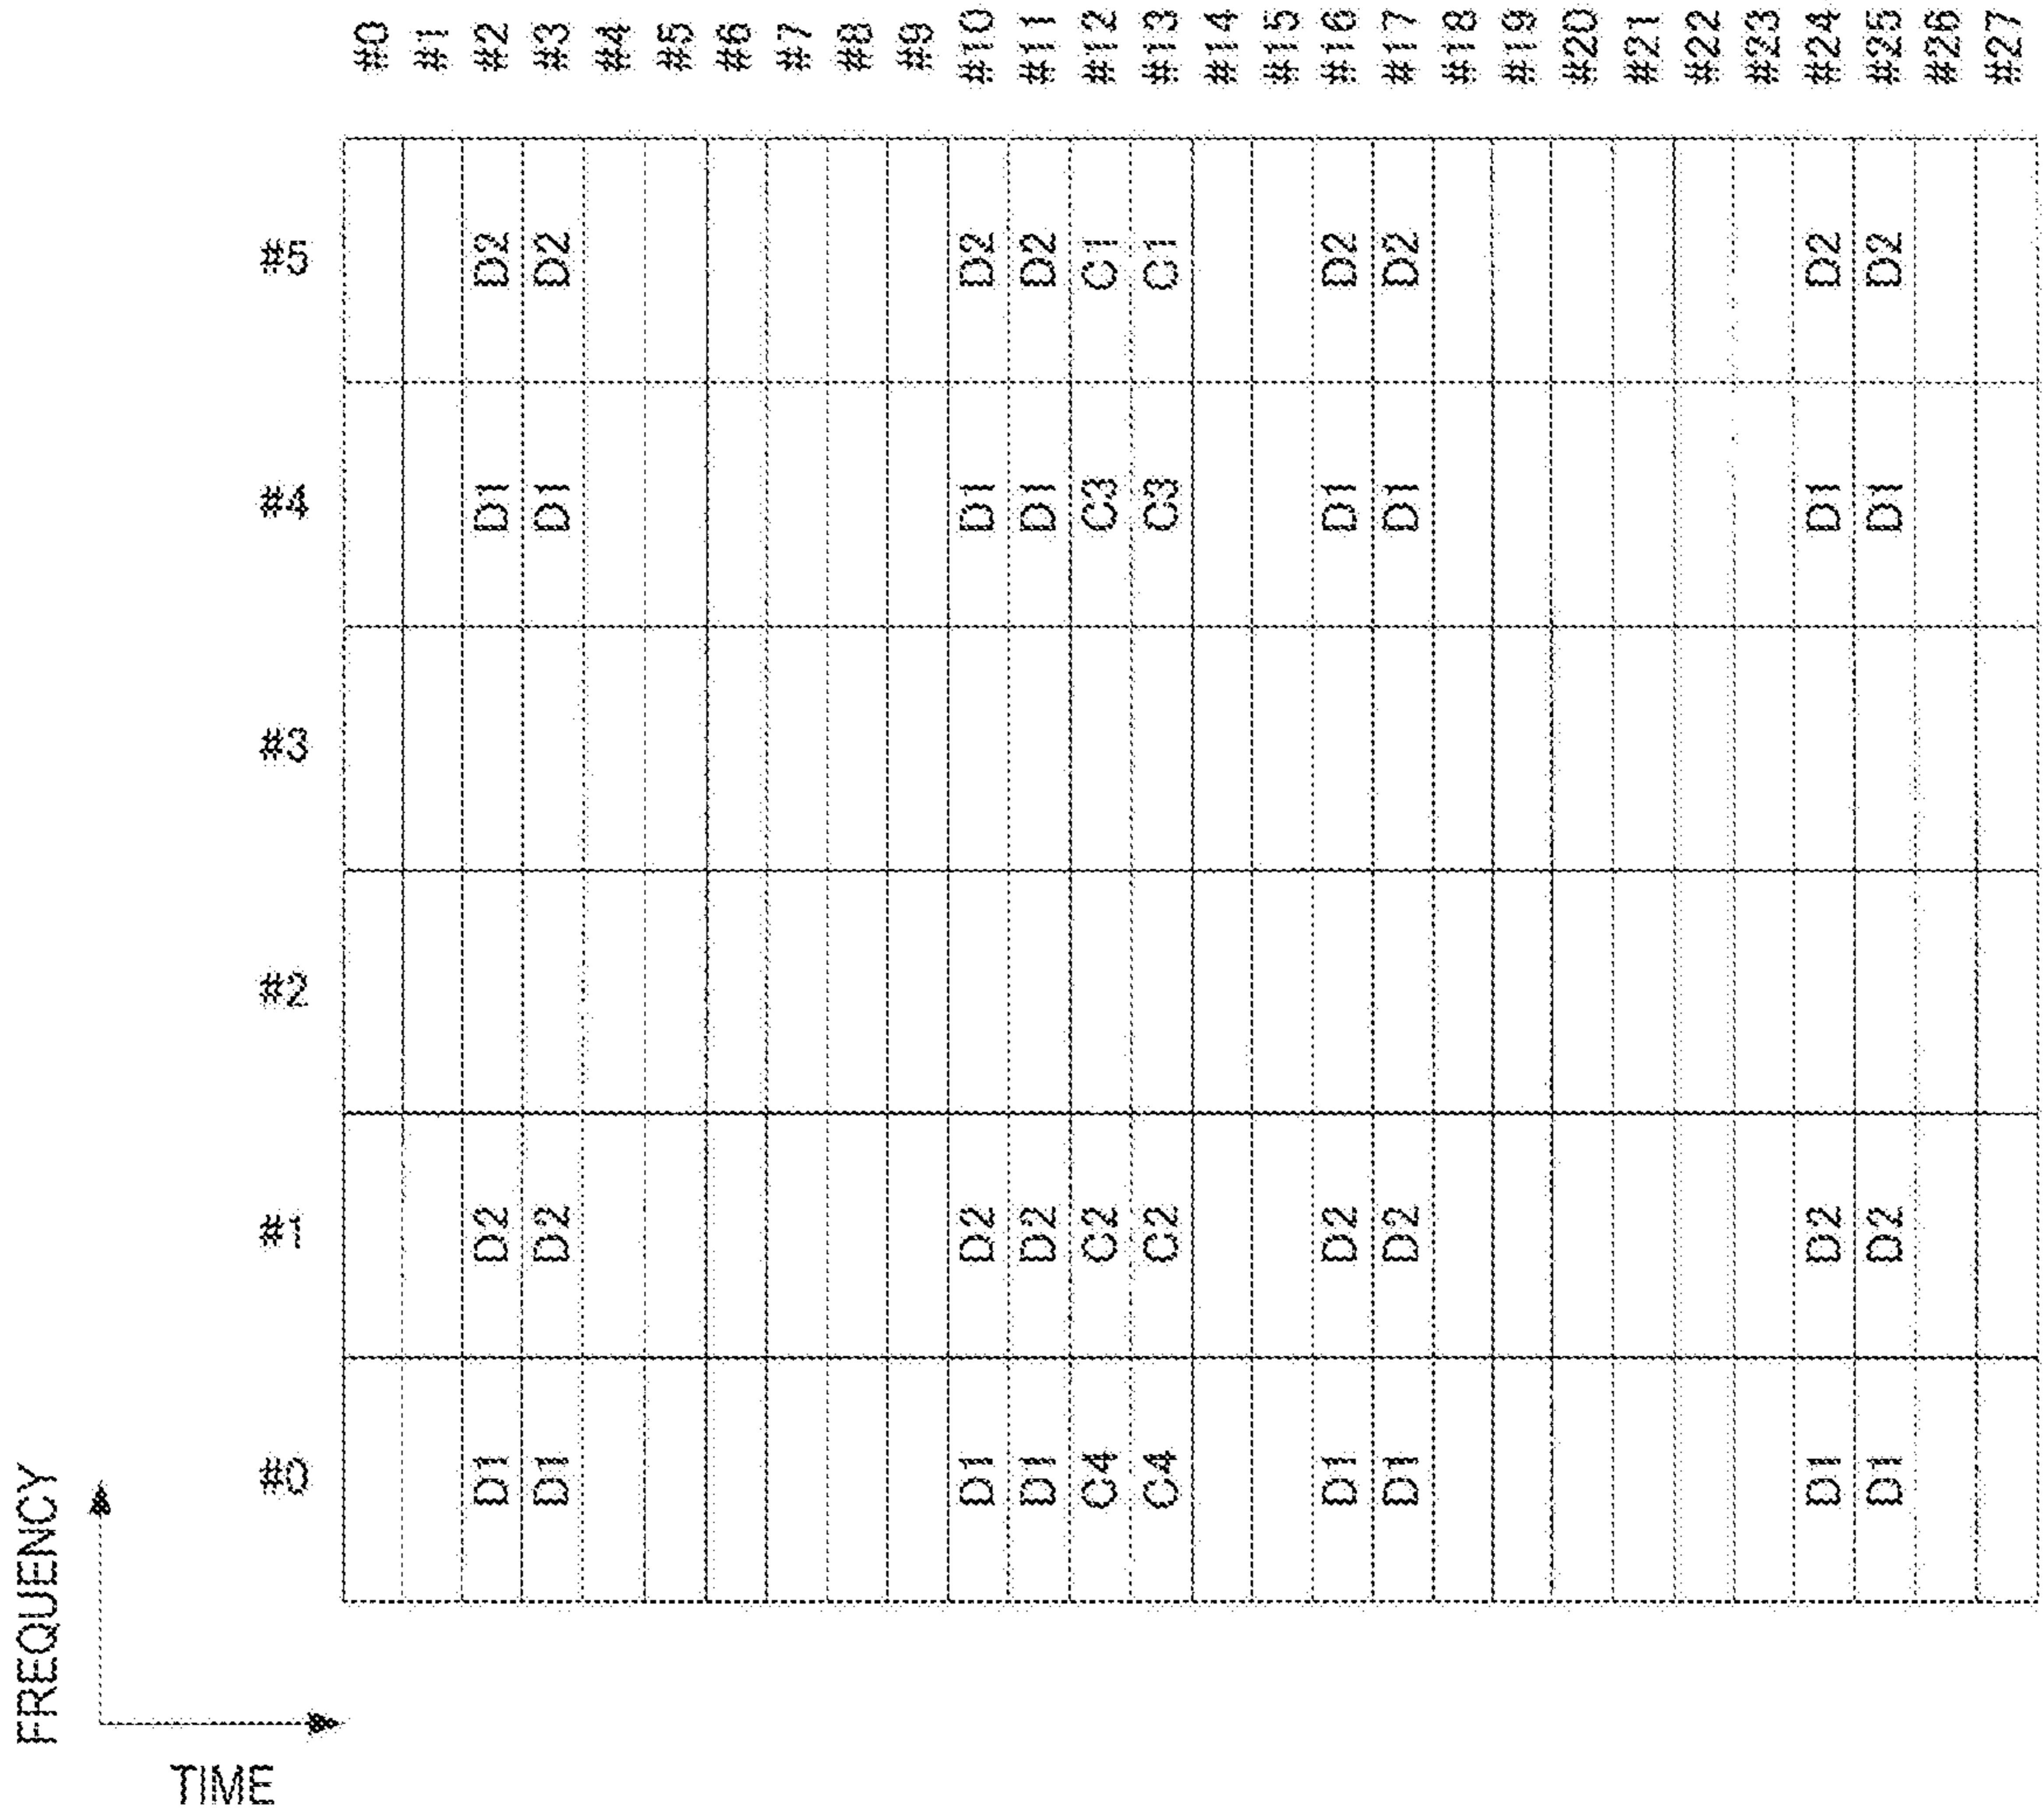 #0 #1 #2 #3 #4 #5 #6 #7 #8 #9 #10 #11 #12 #13 #14 #15 #16 #17 #18 #19 #20 #21 #22 #23 #24 #25 #26 #27
#5 D2 D2 D2 D2 C1 C1 D2 D2 D2 D2
#4 D1 D1 D1 D1 C3 C3 D1 D1 D1 D1
#3
#2
#1 D2 D2 D2 D2 C2 C2 D2 D2 D2 D2
#0 D1 D1 D1 D1 C4 C4 D1 D1 D1 D1
FREQUENCY
TIME